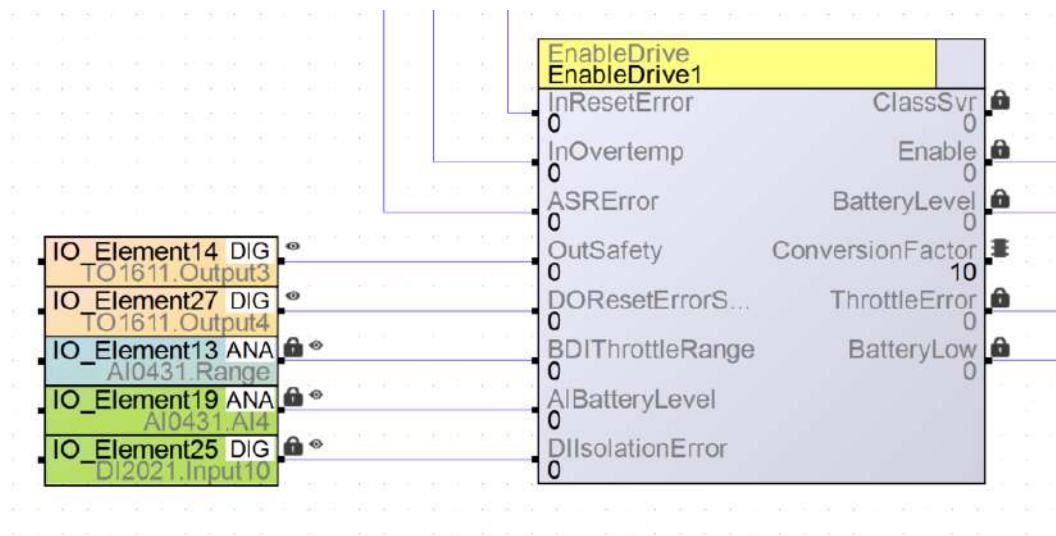 EnableDrive
EnableDrive1
InResetError ClassSvr
0 0
InOvertemp Enable
0 0
ASRError BatteryLevel
0 0
IO_Element14 DIG OutSafety ConversionFactor
TO1611.Output3 0 10
IO_Element27 DIG DOResetErrorS... ThrottleError
TO1611.Output4 0 0
IO_Element13 ANA BDIThrottleRange BatteryLow
AI0431.Range 0 0
IO_Element19 ANA AIBatteryLevel
AI0431.AI4 0
IO_Element25 DIG DIIsolationError
DI2021.Input10 0